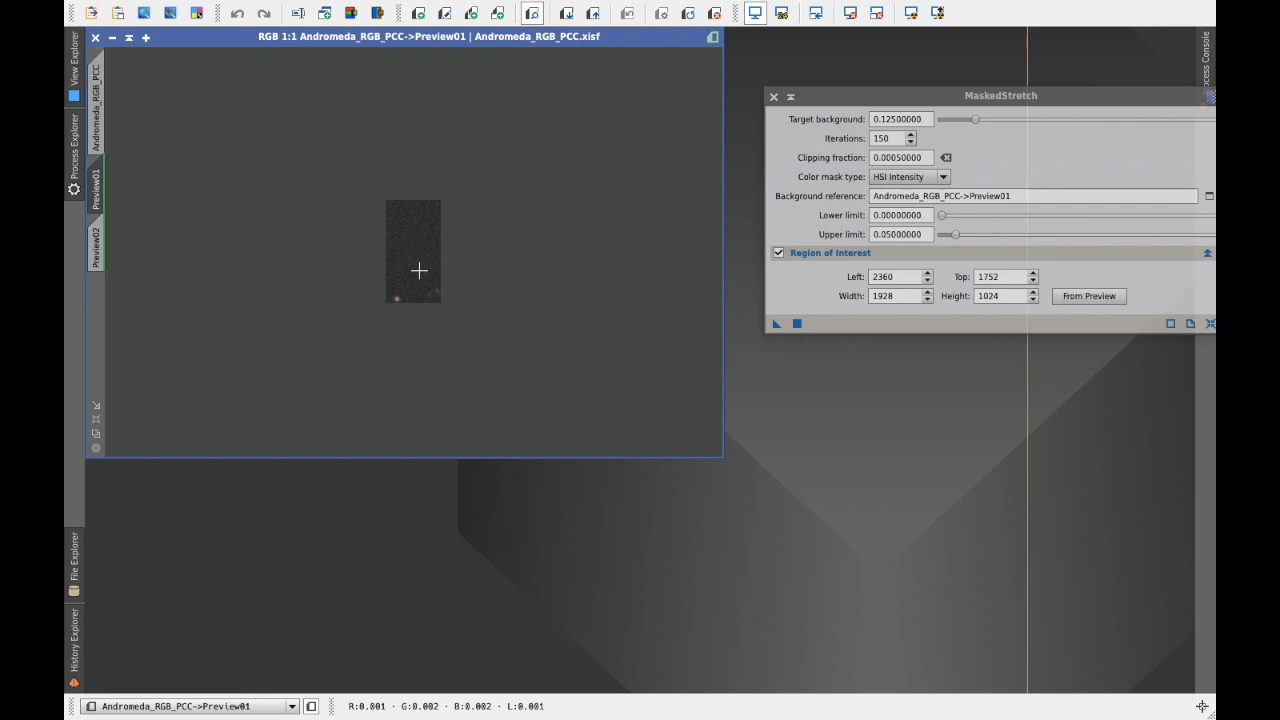 RGB 1:1 Andromeda_RGB_PCC->Preview01 | Andromeda_RGB_PCC.xisf
View Explorer
Process Explorer
File Explorer
History Explorer
Andromeda_RGB_PCC
Preview01
Preview02
MaskedStretch
Target background: 0.12500000
Iterations: 150
Clipping fraction: 0.00050000
Color mask type: HSI Intensity
Background reference: Andromeda_RGB_PCC->Preview01
Lower limit: 0.00000000
Upper limit: 0.05000000
Region of Interest
Left: 2360 Top: 1752
Width: 1928 Height: 1024 From Preview
Console
Andromeda_RGB_PCC->Preview01
R:0.001 · G:0.002 · B:0.002 · L:0.001